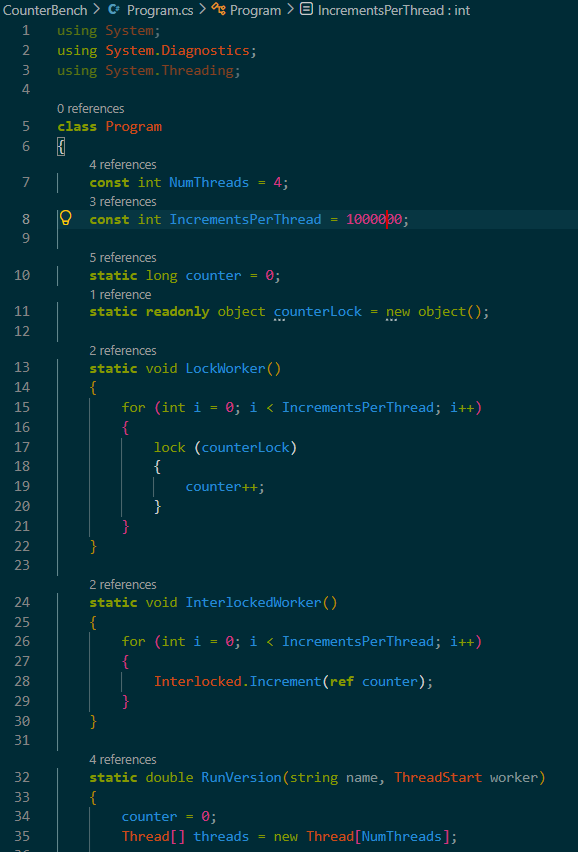 CounterBench > Program.cs > Program > IncrementsPerThread : int
1 using System;
2 using System.Diagnostics;
3 using System.Threading;
4
0 references
5 class Program
6 {
4 references
7 const int NumThreads = 4;
3 references
8 const int IncrementsPerThread = 1000000;
9
5 references
10 static long counter = 0;
1 reference
11 static readonly object counterLock = new object();
12
2 references
13 static void LockWorker()
14 {
15 for (int i = 0; i < IncrementsPerThread; i++)
16 {
17 lock (counterLock)
18 {
19 counter++;
20 }
21 }
22 }
23
2 references
24 static void InterlockedWorker()
25 {
26 for (int i = 0; i < IncrementsPerThread; i++)
27 {
28 Interlocked.Increment(ref counter);
29 }
30 }
31
4 references
32 static double RunVersion(string name, ThreadStart worker)
33 {
34 counter = 0;
35 Thread[] threads = new Thread[NumThreads];